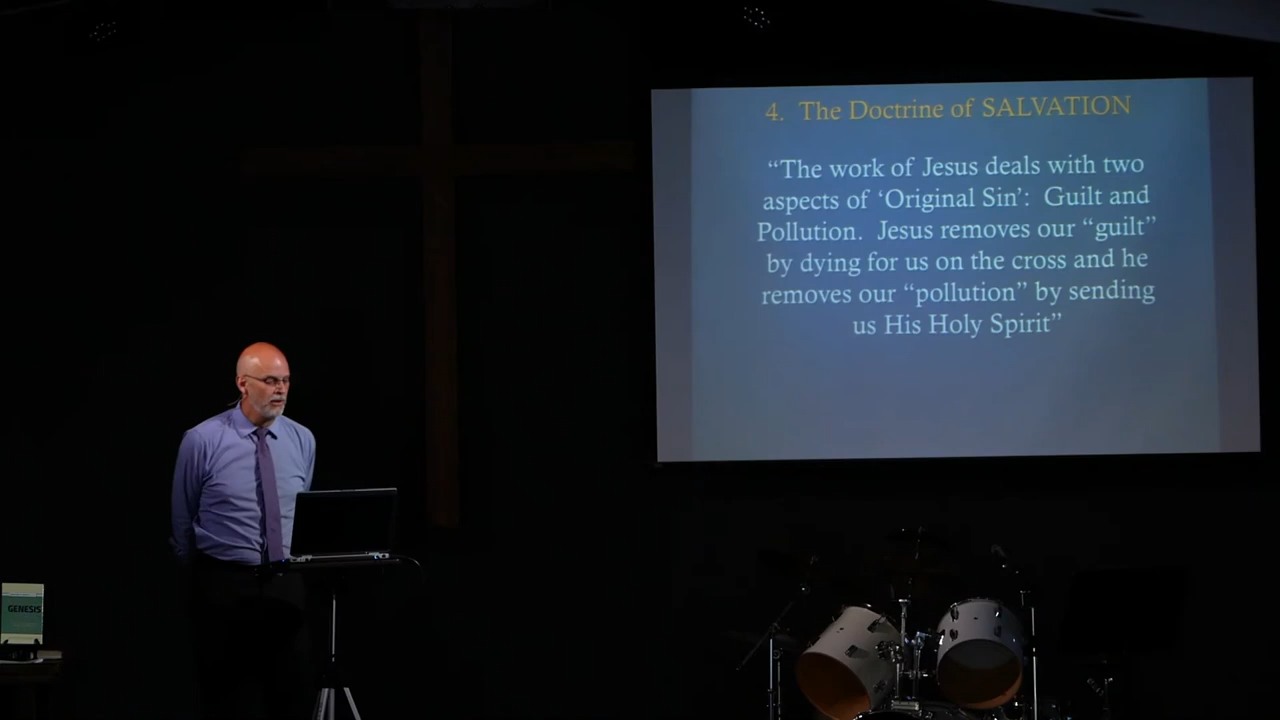 4. The Doctrine of SALVATION
“The work of Jesus deals with two
aspects of ‘Original Sin’: Guilt and
Pollution. Jesus removes our “guilt”
by dying for us on the cross and he
removes our “pollution” by sending
us His Holy Spirit”
GENESIS